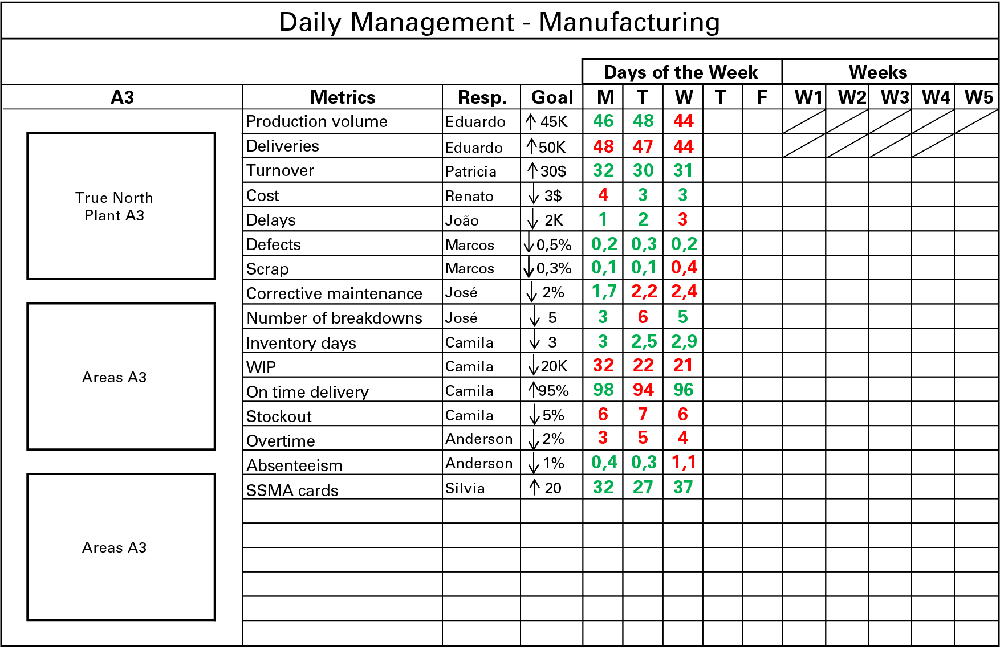 Daily Management - Manufacturing
Days of the Week Weeks
A3 Metrics Resp. Goal M T W T F W1 W2 W3 W4 W5
Production volume Eduardo ↑ 45K 46 48 44
Deliveries Eduardo ↑50K 48 47 44
Turnover Patricia ↑30$ 32 30 31
Cost Renato ↓ 3$ 4 3 3
Delays João ↓ 2K 1 2 3
Defects Marcos ↓0,5% 0,2 0,3 0,2
Scrap Marcos ↓0,3% 0,1 0,1 0,4
Corrective maintenance José ↓ 2% 1,7 2,2 2,4
Number of breakdowns José ↓ 5 3 6 5
Inventory days Camila ↓ 3 3 2,5 2,9
WIP Camila ↓20K 32 22 21
On time delivery Camila ↑95% 98 94 96
Stockout Camila ↓5% 6 7 6
Overtime Anderson ↓2% 3 5 4
Absenteeism Anderson ↓1% 0,4 0,3 1,1
SSMA cards Silvia ↑ 20 32 27 37
True North
Plant A3
Areas A3
Areas A3